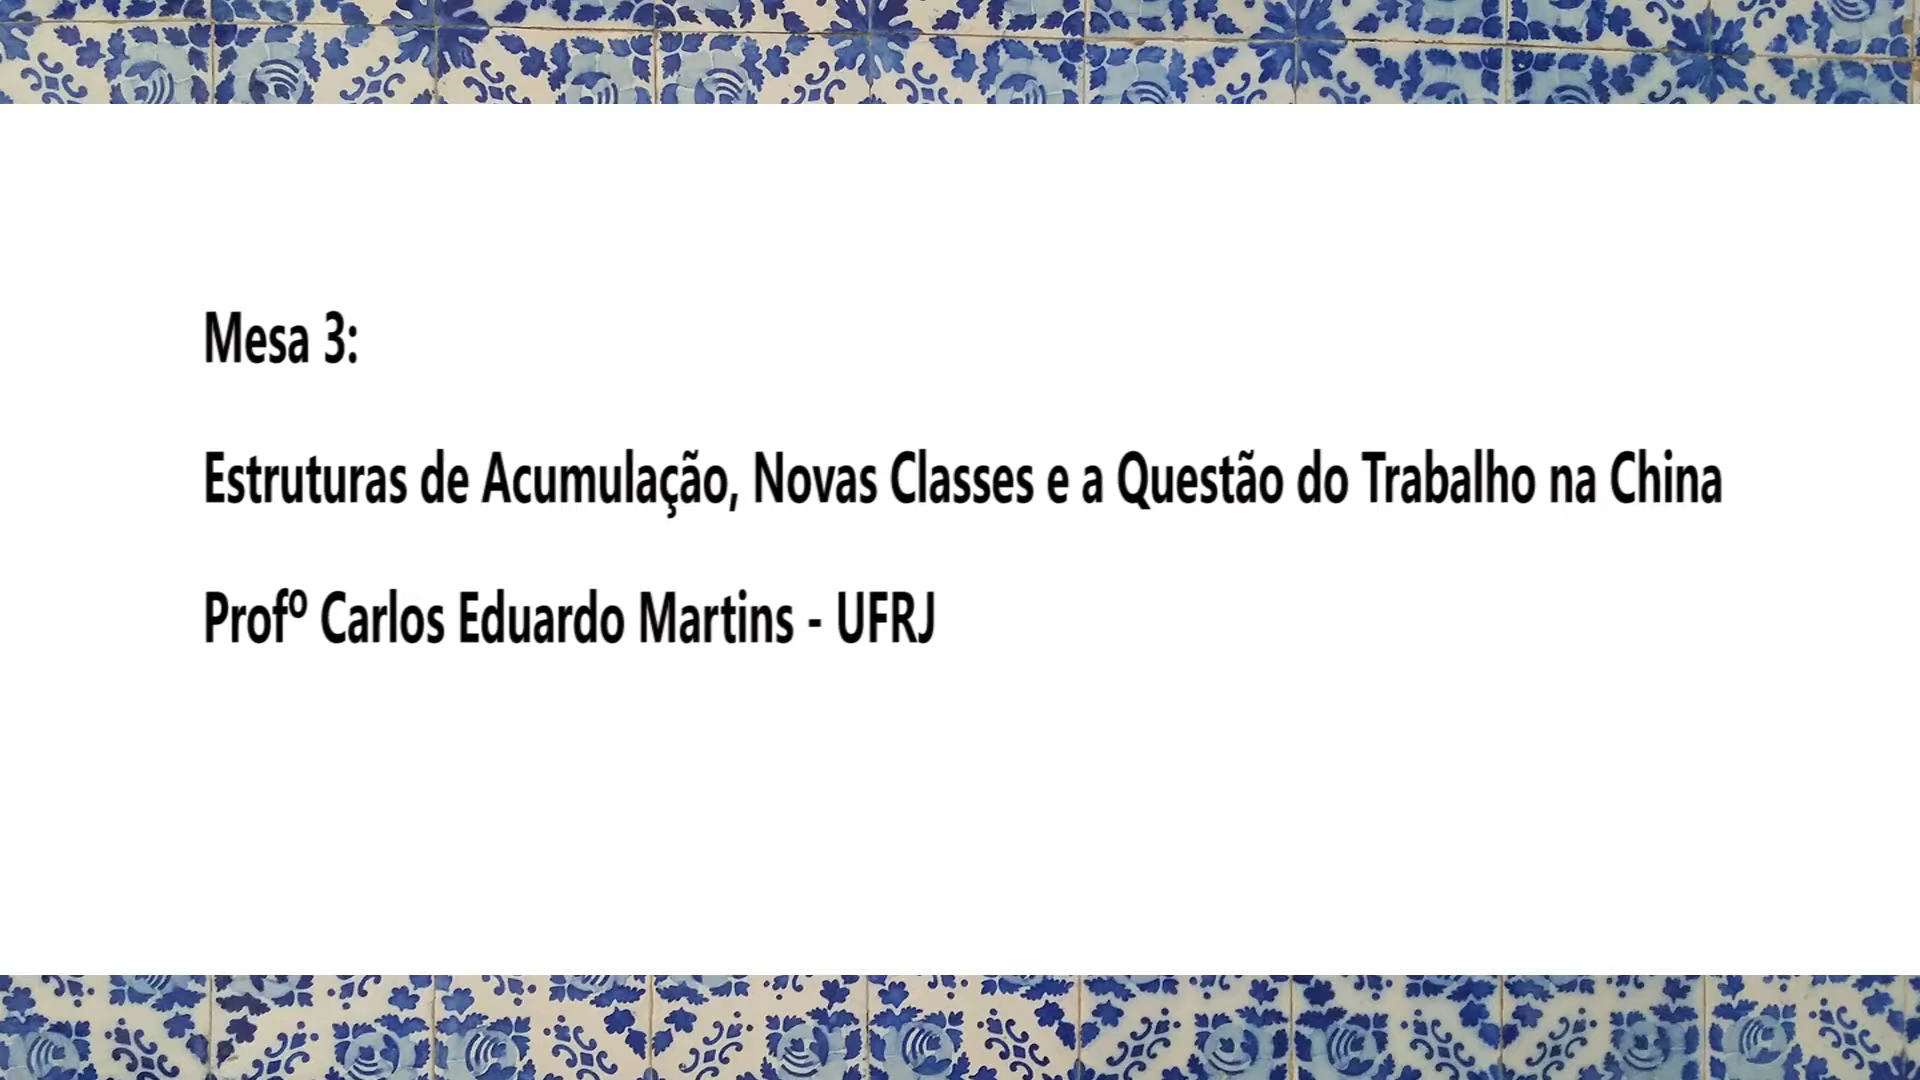 Mesa 3:
Estruturas de Acumulação, Novas Classes e a Questão do Trabalho na China
Profº Carlos Eduardo Martins - UFRJ